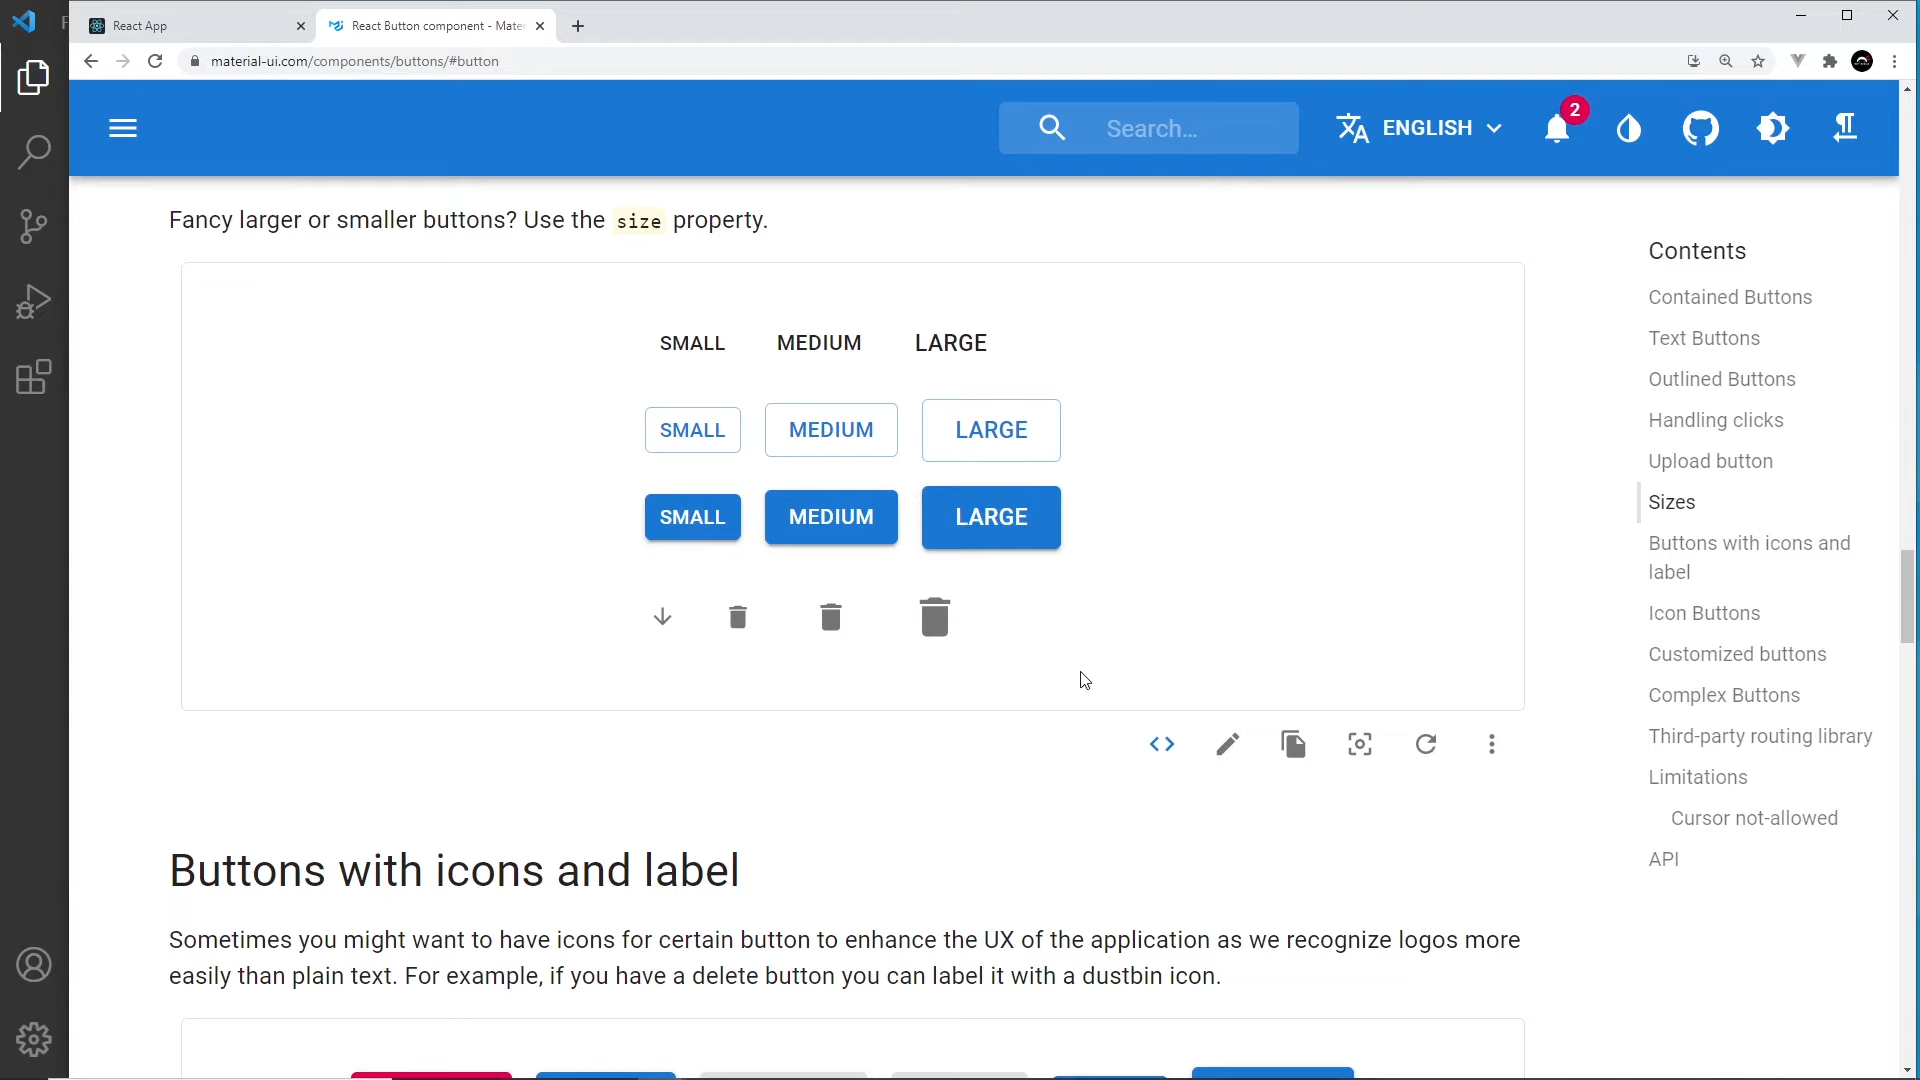 React App
React Button component - Mate
material-ui.com/components/buttons/#button
Search…
ENGLISH
2
Fancy larger or smaller buttons? Use the size property.
SMALL MEDIUM LARGE
SMALL MEDIUM LARGE
SMALL MEDIUM LARGE
Buttons with icons and label
Sometimes you might want to have icons for certain button to enhance the UX of the application as we recognize logos more
easily than plain text. For example, if you have a delete button you can label it with a dustbin icon.
Contents
Contained Buttons
Text Buttons
Outlined Buttons
Handling clicks
Upload button
Sizes
Buttons with icons and
label
Icon Buttons
Customized buttons
Complex Buttons
Third-party routing library
Limitations
Cursor not-allowed
API